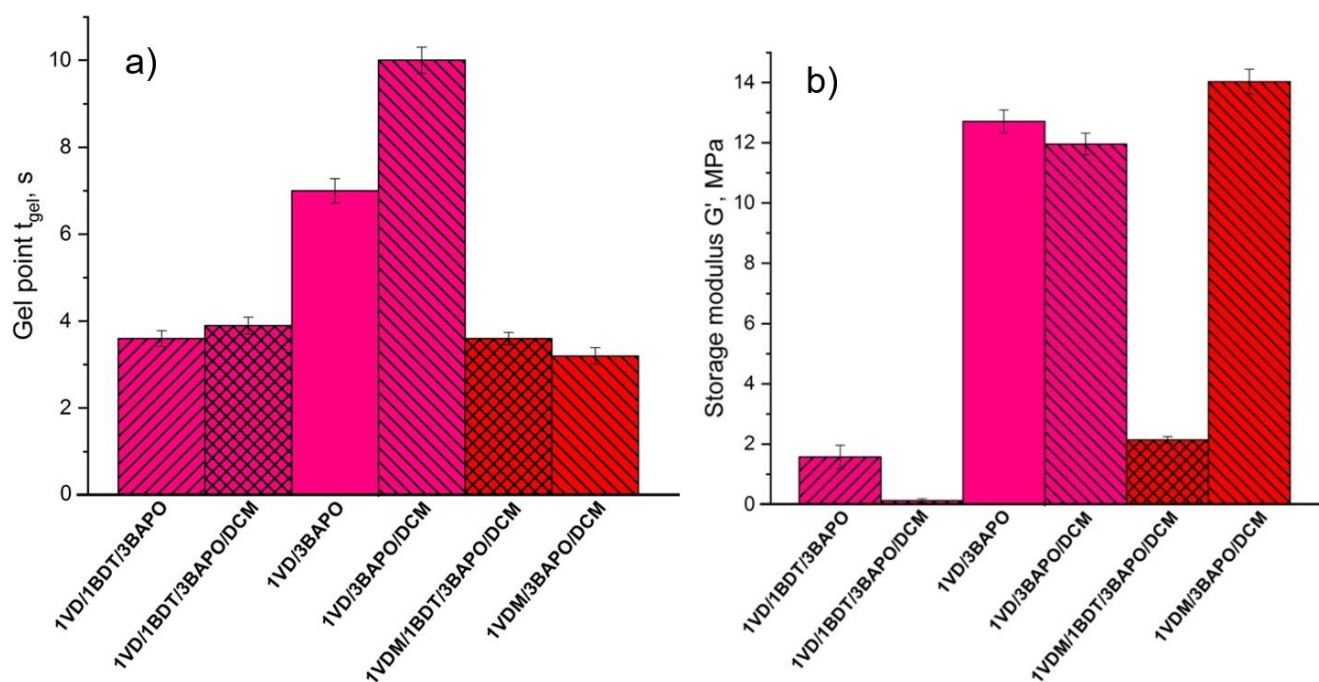 a)
Gel point t_gel, s
10
8
6
4
2
0
1VD/1BDT/3BAPO
1VD/1BDT/3BAPO/DCM
1VD/3BAPO
1VD/3BAPO/DCM
1VDM/1BDT/3BAPO/DCM
1VDM/3BAPO/DCM
b)
Storage modulus G', MPa
14
12
10
8
6
4
2
0
1VD/1BDT/3BAPO
1VD/1BDT/3BAPO/DCM
1VD/3BAPO
1VD/3BAPO/DCM
1VDM/1BDT/3BAPO/DCM
1VDM/3BAPO/DCM